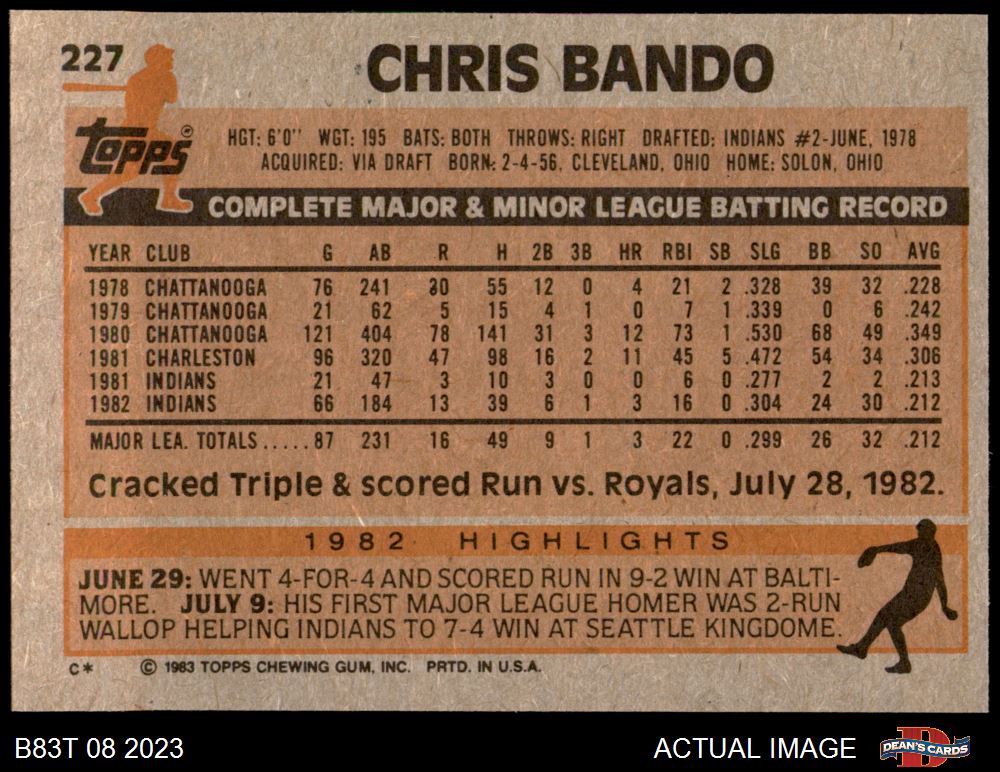 227
CHRIS BANDO
Topps®
HGT: 6'0" WGT: 195 BATS: BOTH THROWS: RIGHT DRAFTED: INDIANS #2-JUNE, 1978
ACQUIRED: VIA DRAFT BORN: 2-4-56, CLEVELAND, OHIO HOME: SOLON, OHIO
COMPLETE MAJOR & MINOR LEAGUE BATTING RECORD
YEAR CLUB G AB R H 2B 3B HR RBI SB SLG BB SO AVG
1978 CHATTANOOGA 76 241 30 55 12 0 4 21 2 .328 39 32 .228
1979 CHATTANOOGA 21 62 5 15 4 1 0 7 1 .339 0 6 .242
1980 CHATTANOOGA 121 404 78 141 31 3 12 73 1 .530 68 49 .349
1981 CHARLESTON 96 320 47 98 16 2 11 45 5 .472 54 34 .306
1981 INDIANS 21 47 3 10 3 0 0 6 0 .277 2 2 .213
1982 INDIANS 66 184 13 39 6 1 3 16 0 .304 24 30 .212
MAJOR LEA. TOTALS.....87 231 16 49 9 1 3 22 0 .299 26 32 .212
Cracked Triple & scored Run vs. Royals, July 28, 1982.
1982 HIGHLIGHTS
JUNE 29: WENT 4-FOR-4 AND SCORED RUN IN 9-2 WIN AT BALTI-
MORE. JULY 9: HIS FIRST MAJOR LEAGUE HOMER WAS 2-RUN
WALLOP HELPING INDIANS TO 7-4 WIN AT SEATTLE KINGDOME.
C* © 1983 TOPPS CHEWING GUM, INC. PRTD. IN U.S.A.
B83T 08 2023
ACTUAL IMAGE
D
DEAN'S CARDS